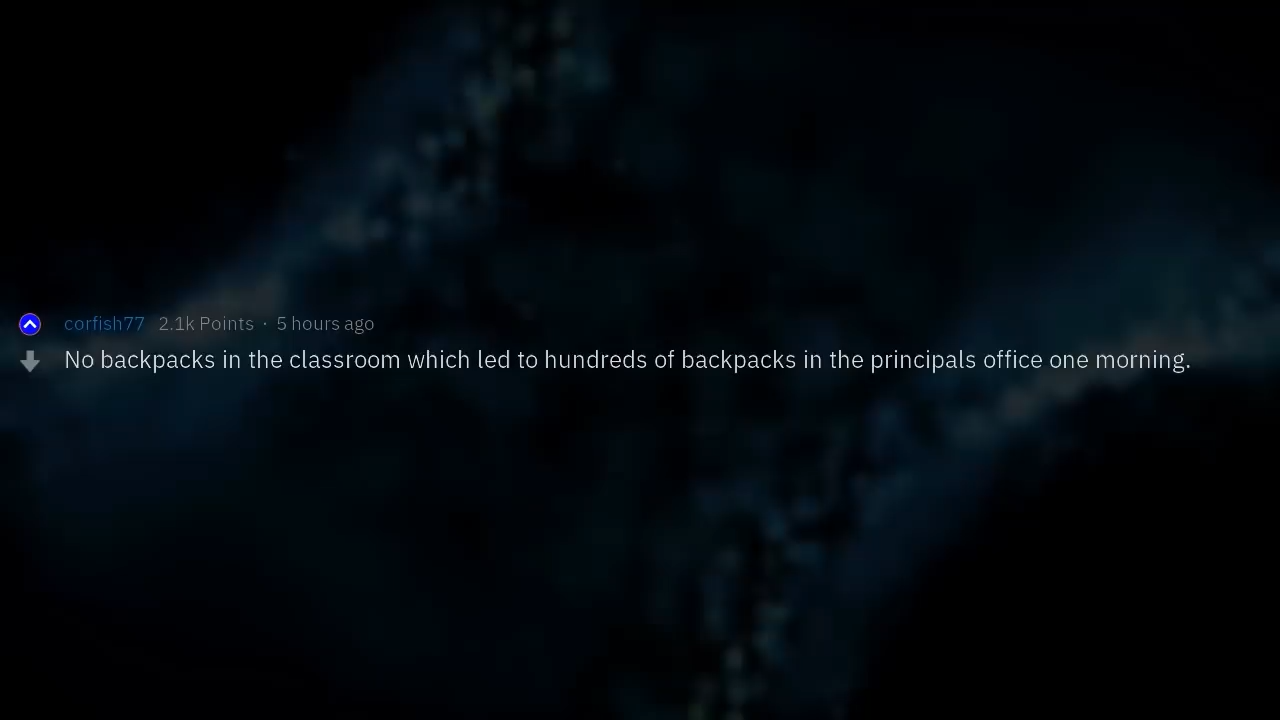 corfish77 2.1k Points · 5 hours ago
No backpacks in the classroom which led to hundreds of backpacks in the principals office one morning.